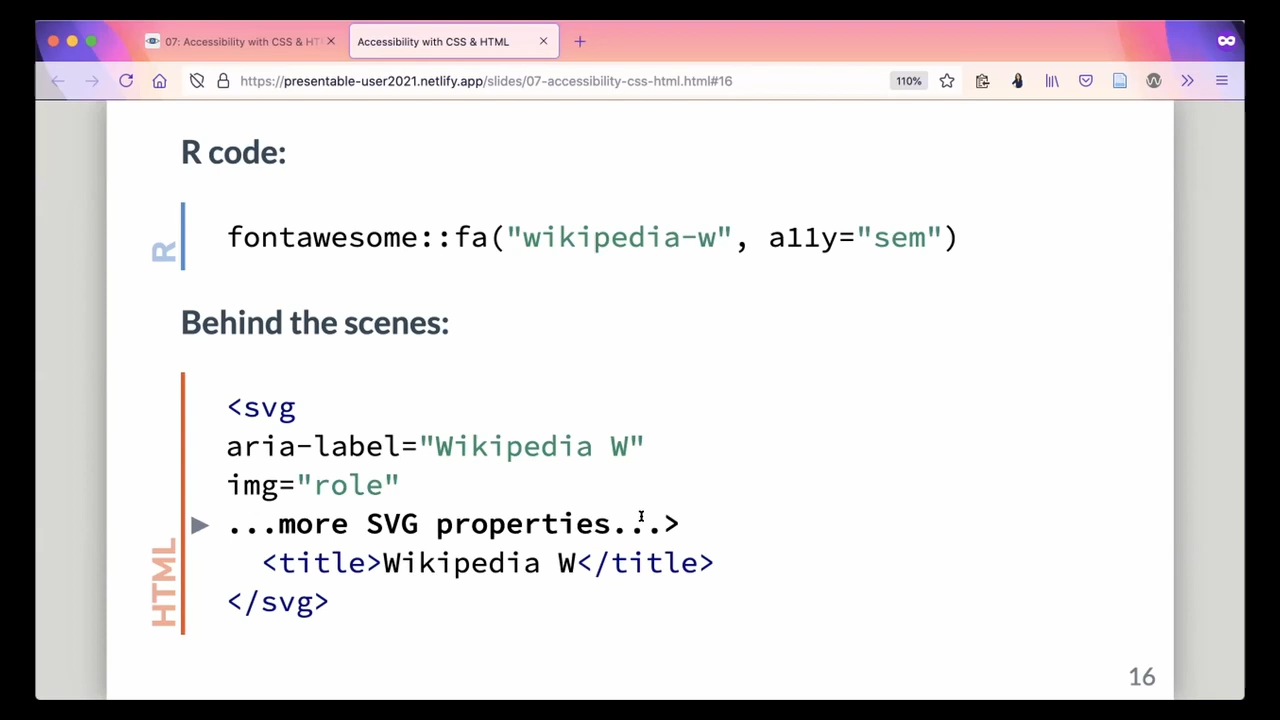 07: Accessibility with CSS & HT
Accessibility with CSS & HTML
https://presentable-user2021.netlify.app/slides/07-accessibility-css-html.html#16
110%
R code:
R
fontawesome::fa("wikipedia-w", a11y="sem")
Behind the scenes:
HTML
<svg
aria-label="Wikipedia W"
img="role"
▶ ...more SVG properties...>
<title>Wikipedia W</title>
</svg>
16